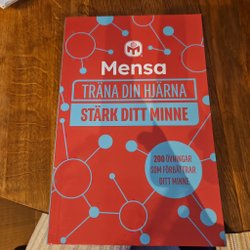 Mensa
TRÄNA DIN HJÄRNA
STÄRK DITT MINNE
200 ÖVNINGAR
SOM FÖRBÄTTRAR
DITT MINNE